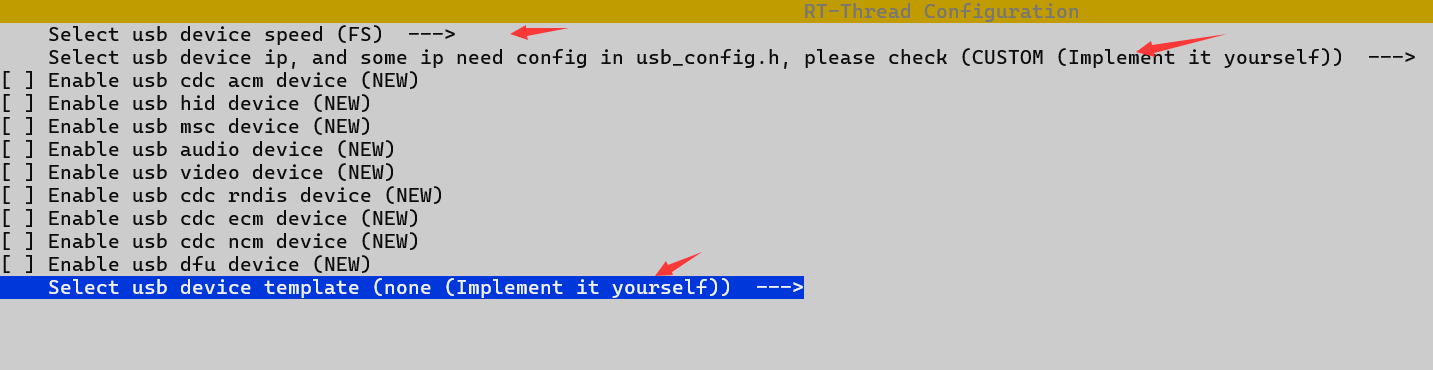 RT-Thread Configuration
Select usb device speed (FS)  --->
Select usb device ip, and some ip need config in usb_config.h, please check (CUSTOM (Implement it yourself))  --->
[ ] Enable usb cdc acm device (NEW)
[ ] Enable usb hid device (NEW)
[ ] Enable usb msc device (NEW)
[ ] Enable usb audio device (NEW)
[ ] Enable usb video device (NEW)
[ ] Enable usb cdc rndis device (NEW)
[ ] Enable usb cdc ecm device (NEW)
[ ] Enable usb cdc ncm device (NEW)
[ ] Enable usb dfu device (NEW)
Select usb device template (none (Implement it yourself))  --->